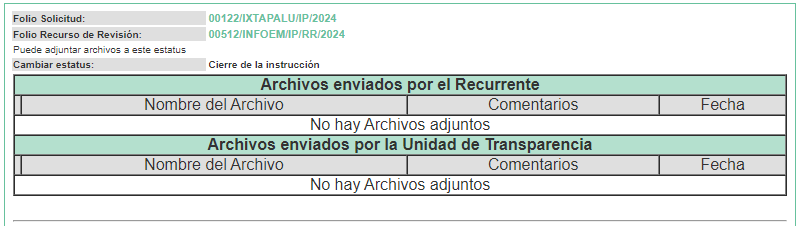 Folio Solicitud: 00122/IXTAPALU/IP/2024
Folio Recurso de Revisión: 00512/INFOEM/IP/RR/2024
Puede adjuntar archivos a este estatus
Cambiar estatus: Cierre de la instrucción
Archivos enviados por el Recurrente
Nombre del Archivo Comentarios Fecha
No hay Archivos adjuntos
Archivos enviados por la Unidad de Transparencia
Nombre del Archivo Comentarios Fecha
No hay Archivos adjuntos